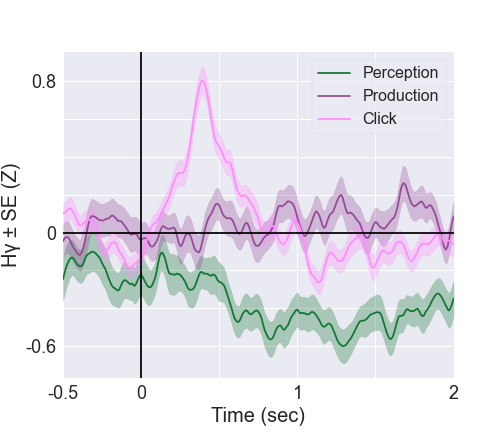 Perception
Production
Click
0.8
0
-0.6
Hγ ± SE (Z)
-0.5 0 1 2
Time (sec)